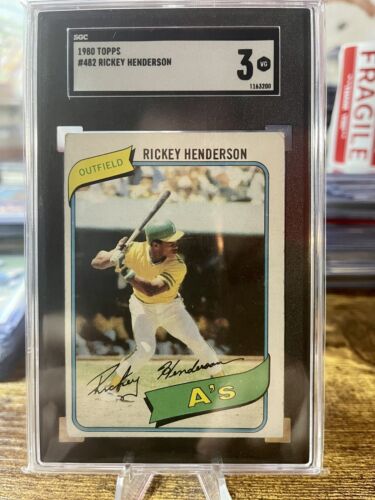 SGC
1980 TOPPS
#482 RICKEY HENDERSON
3 VG
1163200
FRAGILE
OUTFIELD
RICKEY HENDERSON
Rickey Henderson
A's